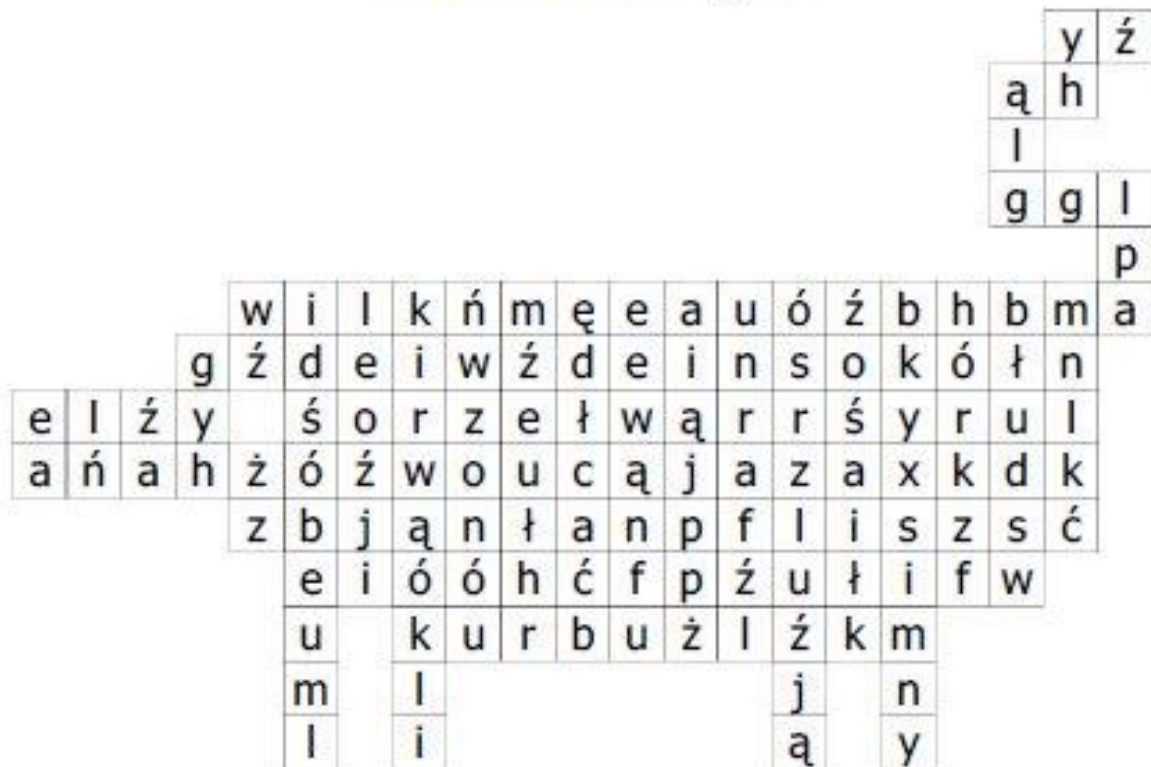 y ź
ą h
l
g g l
p
w i l k ń m ę e a u ó ź b h b m a
g ź d e i w ź d e i n s o k ó ł n
e l ź y ś o r z e ł w ą r r ś y r u l
a ń a h ż ó ź w o u c ą j a z a x k d k
z b j ą n ł a n p f l i s z s ć
e i ó ó h ć f p ź u ł i f w
u k u r b u ż l ź k m
m l j n
l i ą y